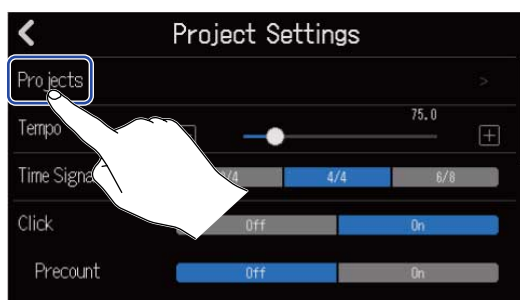 Project Settings
Projects >
Tempo 75.0 +
4/4 6/8
Click Off On
Precount Off On